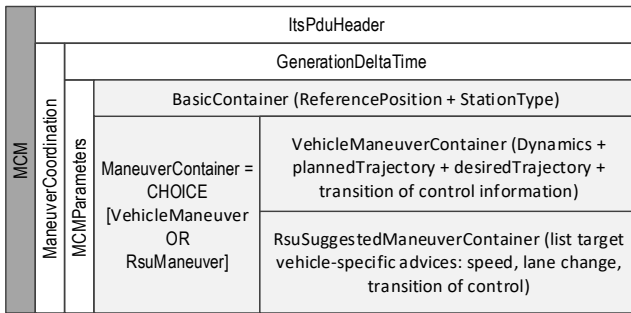 MCM
ItsPduHeader
ManeuverCoordination
GenerationDeltaTime
MCMParameters
BasicContainer (ReferencePosition + StationType)
ManeuverContainer =
CHOICE
[VehicleManeuver
OR
RsuManeuver]
VehicleManeuverContainer (Dynamics +
plannedTrajectory + desiredTrajectory +
transition of control information)
RsuSuggestedManeuverContainer (list target
vehicle-specific advices: speed, lane change,
transition of control)